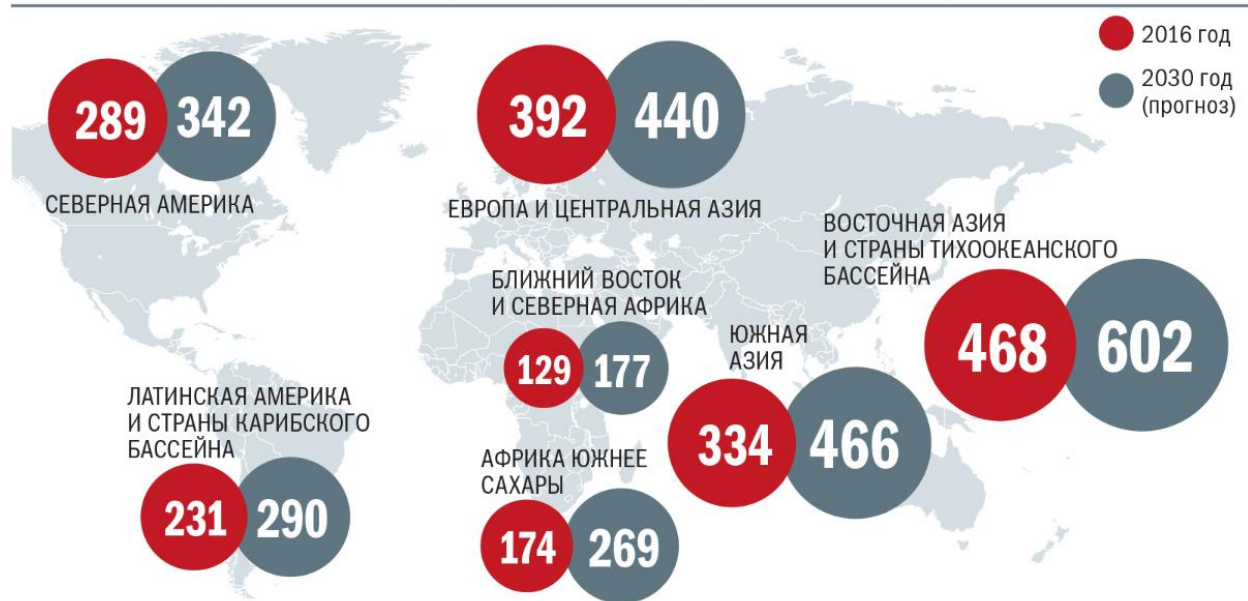 2016 год
2030 год
(прогноз)
289 342
СЕВЕРНАЯ АМЕРИКА
392 440
ЕВРОПА И ЦЕНТРАЛЬНАЯ АЗИЯ
ВОСТОЧНАЯ АЗИЯ
И СТРАНЫ ТИХООКЕАНСКОГО
БАССЕЙНА
468 602
БЛИЖНИЙ ВОСТОК
И СЕВЕРНАЯ АФРИКА
129 177
ЮЖНАЯ
АЗИЯ
334 466
ЛАТИНСКАЯ АМЕРИКА
И СТРАНЫ КАРИБСКОГО
БАССЕЙНА
231 290
АФРИКА ЮЖНЕЕ
САХАРЫ
174 269